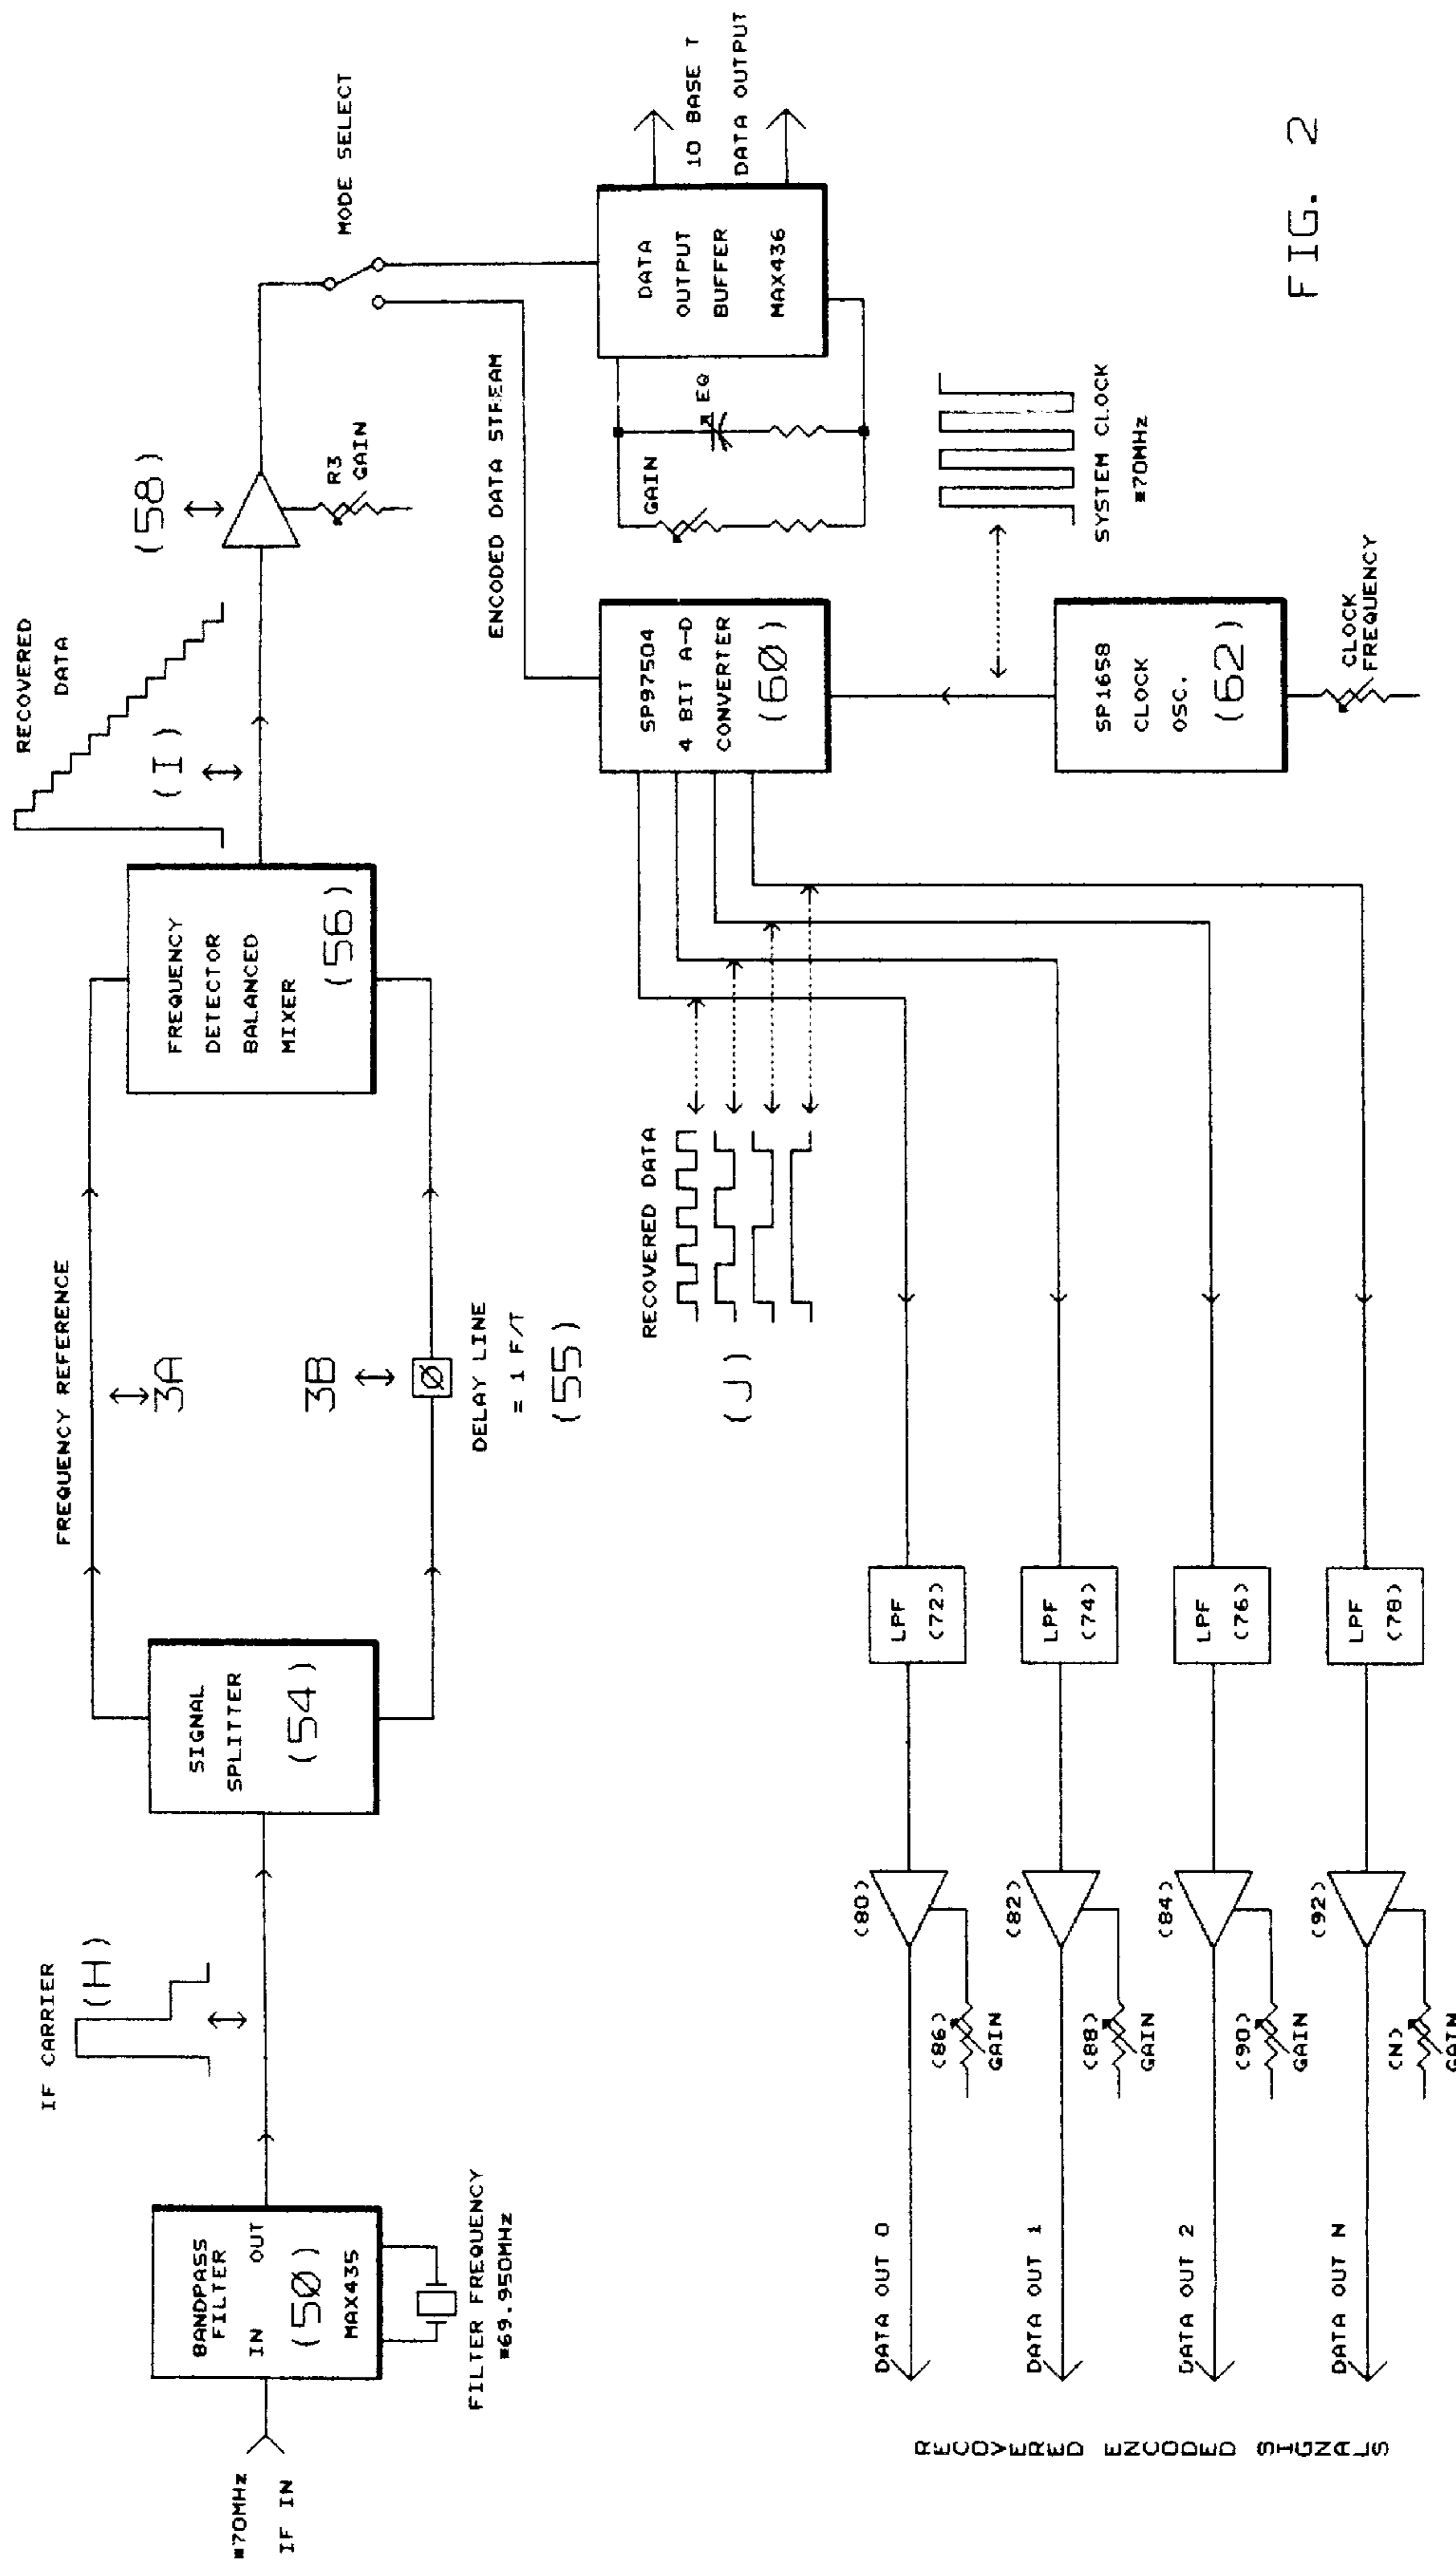 *70MHz
IF IN
BANDPASS
FILTER
IN OUT
(50)
MAX435
FILTER FREQUENCY
*69.950MHz
IF CARRIER
(H)
SIGNAL
SPLITTER
(54)
FREQUENCY REFERENCE
3A
3B
DELAY LINE
= 1 F/T
(55)
FREQUENCY
DETECTOR
BALANCED
MIXER
(56)
RECOVERED
DATA
(I)
(58)
R3
GAIN
MODE SELECT
ENCODED DATA STREAM
DATA
OUTPUT
BUFFER
MAX436
10 BASE T
DATA OUTPUT
GAIN
EQ
SP97504
4 BIT A-D
CONVERTER
(60)
SYSTEM CLOCK
*70MHz
SP1658
CLOCK
OSC.
(62)
CLOCK
FREQUENCY
RECOVERED DATA
(J)
LPF
(72)
LPF
(74)
LPF
(76)
LPF
(78)
(80)
(86)
GAIN
DATA OUT 0
(82)
(88)
GAIN
DATA OUT 1
(84)
(90)
GAIN
DATA OUT 2
(92)
(N)
GAIN
DATA OUT N
RECOVERED ENCODED SIGNALS
FIG. 2